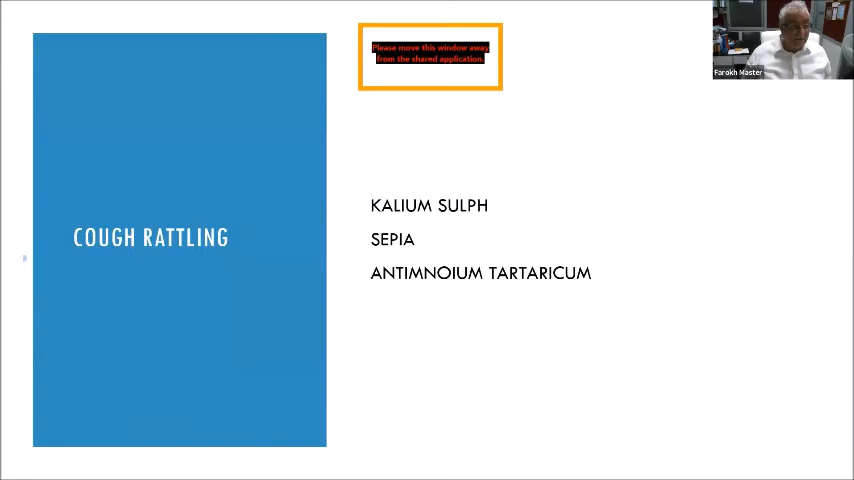 Please move this window away
from the shared application.
Farokh Master
COUGH RATTLING
KALIUM SULPH
SEPIA
ANTIMNOIUM TARTARICUM